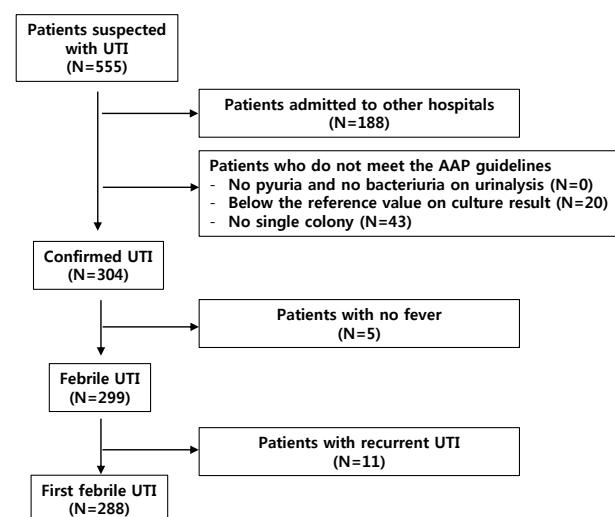 Patients suspected
with UTI
(N=555)
Patients admitted to other hospitals
(N=188)
Patients who do not meet the AAP guidelines
- No pyuria and no bacteriuria on urinalysis (N=0)
- Below the reference value on culture result (N=20)
- No single colony (N=43)
Confirmed UTI
(N=304)
Patients with no fever
(N=5)
Febrile UTI
(N=299)
Patients with recurrent UTI
(N=11)
First febrile UTI
(N=288)